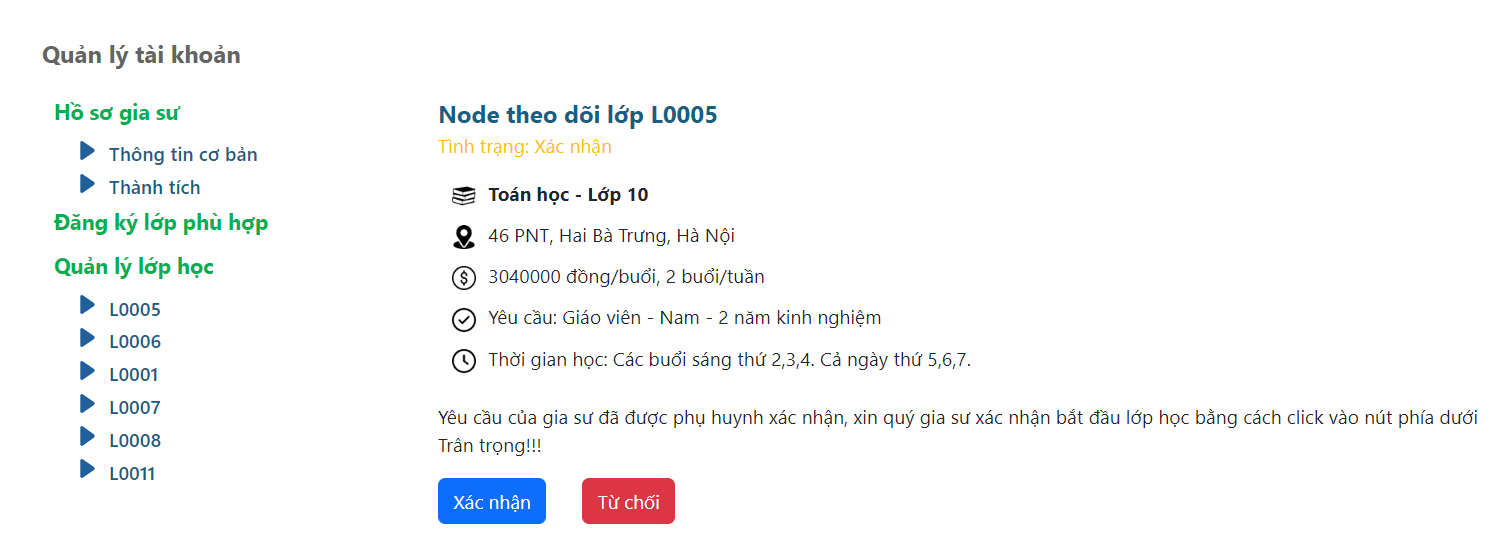 Quản lý tài khoản
Hồ sơ gia sư
Thông tin cơ bản
Thành tích
Đăng ký lớp phù hợp
Quản lý lớp học
L0005
L0006
L0001
L0007
L0008
L0011
Node theo dõi lớp L0005
Tình trạng: Xác nhận
Toán học - Lớp 10
46 PNT, Hai Bà Trưng, Hà Nội
3040000 đồng/buổi, 2 buổi/tuần
Yêu cầu: Giáo viên - Nam - 2 năm kinh nghiệm
Thời gian học: Các buổi sáng thứ 2,3,4. Cả ngày thứ 5,6,7.
Yêu cầu của gia sư đã được phụ huynh xác nhận, xin quý gia sư xác nhận bắt đầu lớp học bằng cách click vào nút phía dưới
Trân trọng!!!
Xác nhận
Từ chối